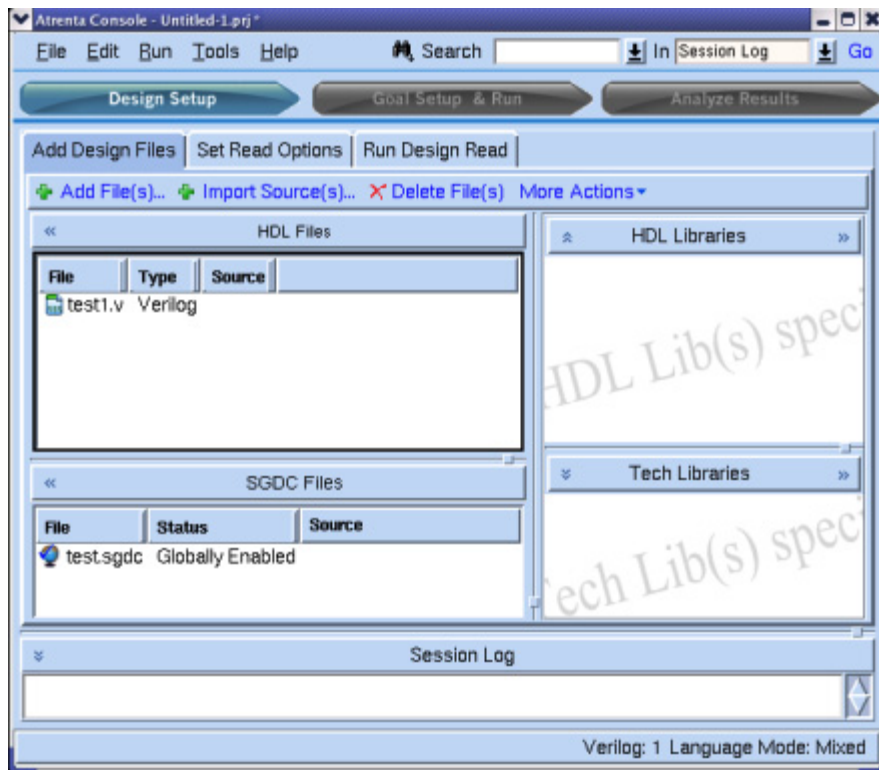 Atrenta Console - Untitled-1.prj*
File Edit Run Tools Help Search In Session Log Go
Design Setup Goal Setup & Run Analyze Results
Add Design Files Set Read Options Run Design Read
Add File(s)... Import Source(s)... Delete File(s) More Actions
HDL Files
File Type Source
test1.v Verilog
SGDC Files
File Status Source
test.sgdc Globally Enabled
HDL Libraries
HDL Lib(s) spec
Tech Libraries
Tech Lib(s) spec
Session Log
Verilog: 1 Language Mode: Mixed